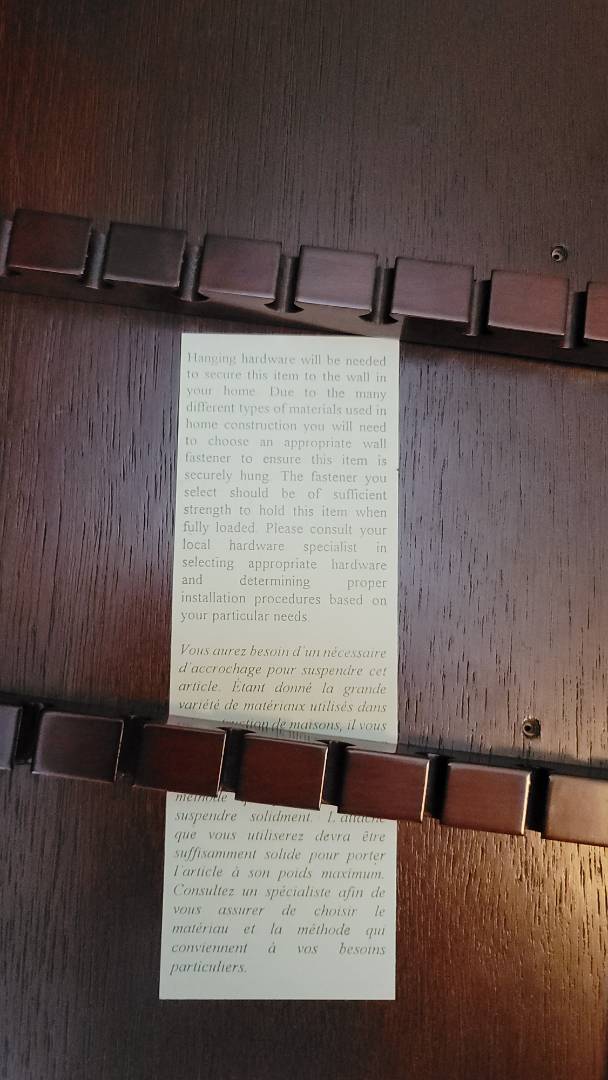 Hanging hardware will be needed
to secure this item to the wall in
your home. Due to the many
different types of materials used in
home construction you will need
to choose an appropriate wall
fastener to ensure this item is
securely hung. The fastener you
select should be of sufficient
strength to hold this item when
fully loaded. Please consult your
local hardware specialist in
selecting appropriate hardware
and determining proper
installation procedures based on
your particular needs.
Vous aurez besoin d'un nécessaire
d'accrochage pour suspendre cet
article. Etant donné la grande
variété de matériaux utilisés dans
de maisons, il vous
méthode
suspendre solidment. L'attache
que vous utiliserez devra être
suffisamment solide pour porter
l'article à son poids maximum.
Consultez un spécialiste afin de
vous assurer de choisir le
matériau et la méthode qui
conviennent à vos besoins
particuliers.